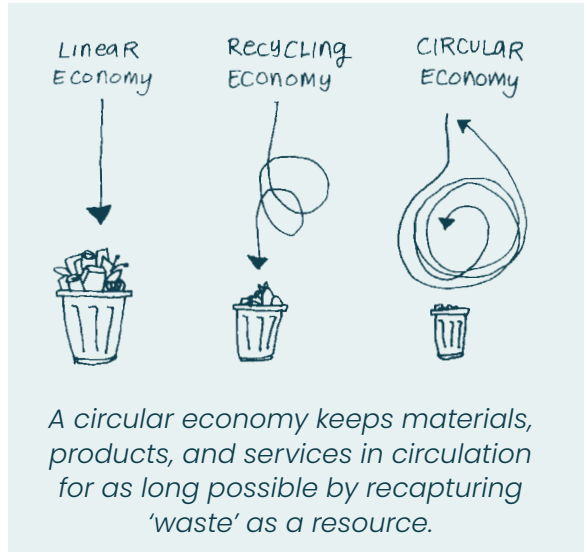 LINEAR
ECONOMY
RECYCLING
ECONOMY
CIRCULAR
ECONOMY
A circular economy keeps materials,
products, and services in circulation
for as long possible by recapturing
‘waste’ as a resource.